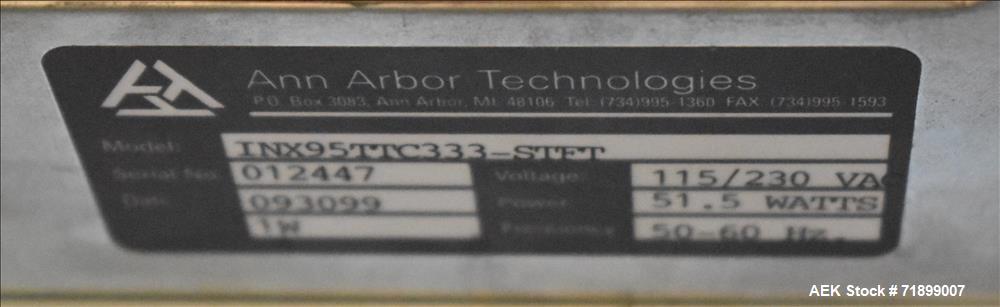 Ann Arbor Technologies
P.O. Box 3083, Ann Arbor, MI. 48106 Tel. (734)995-1360 FAX (734)995-1593
Model: INX95TTC333-STFT
Serial No. 012447 Voltage: 115/230 VAC
Date: 093099 Power: 51.5 WATTS
1W Frequency 50-60 Hz.
AEK Stock # 71899007